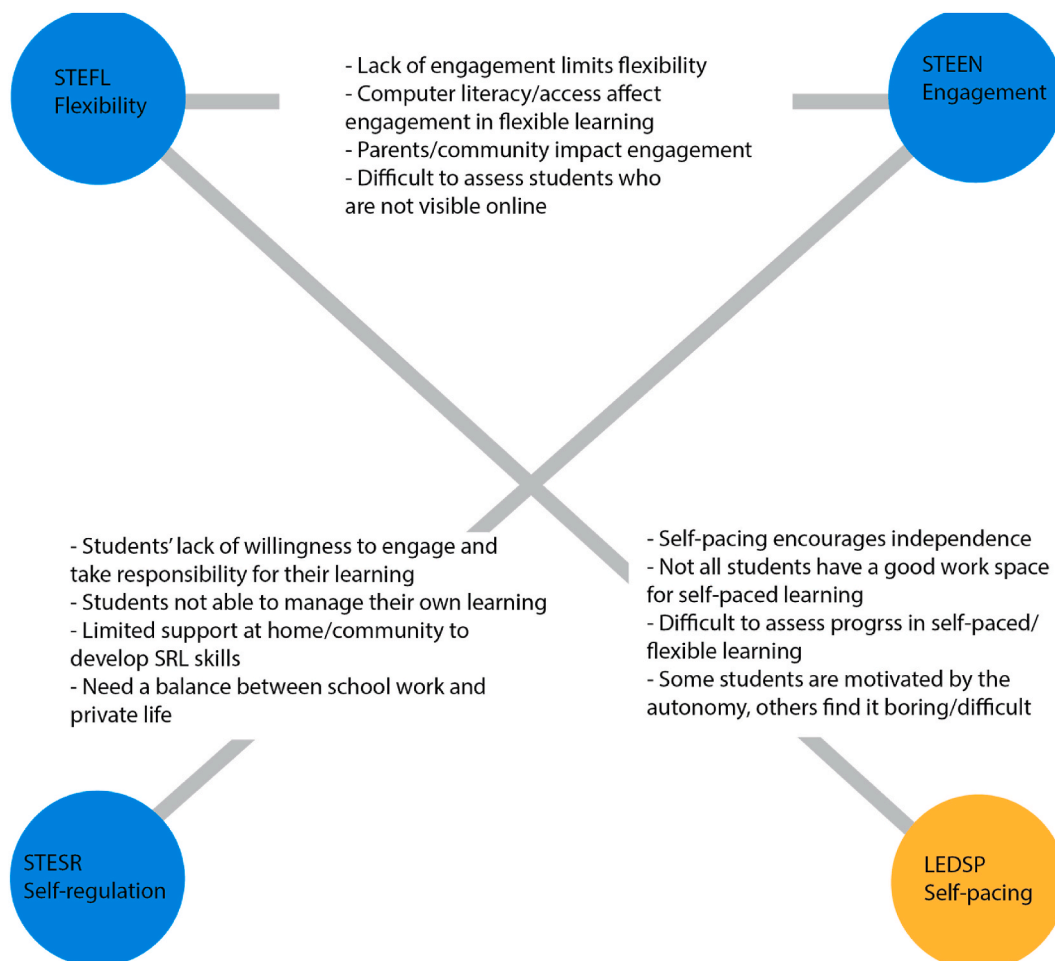 STEFL
Flexibility
- Lack of engagement limits flexibility
- Computer literacy/access affect
engagement in flexible learning
- Parents/community impact engagement
- Difficult to assess students who
are not visible online
STEEN
Engagement
- Students' lack of willingness to engage and
take responsibility for their learning
- Students not able to manage their own learning
- Limited support at home/community to
develop SRL skills
- Need a balance between school work and
private life
- Self-pacing encourages independence
- Not all students have a good work space
for self-paced learning
- Difficult to assess progrss in self-paced/
flexible learning
- Some students are motivated by the
autonomy, others find it boring/difficult
STESR
Self-regulation
LEDSP
Self-pacing